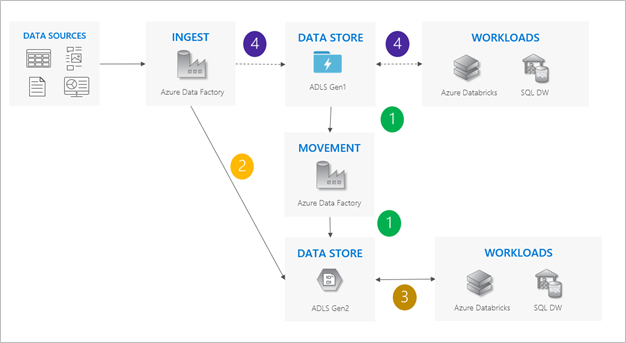 DATA SOURCES
INGEST
Azure Data Factory
4
DATA STORE
ADLS Gen1
4
WORKLOADS
Azure Databricks
SQL DW
1
MOVEMENT
Azure Data Factory
2
1
DATA STORE
ADLS Gen2
3
WORKLOADS
Azure Databricks
SQL DW